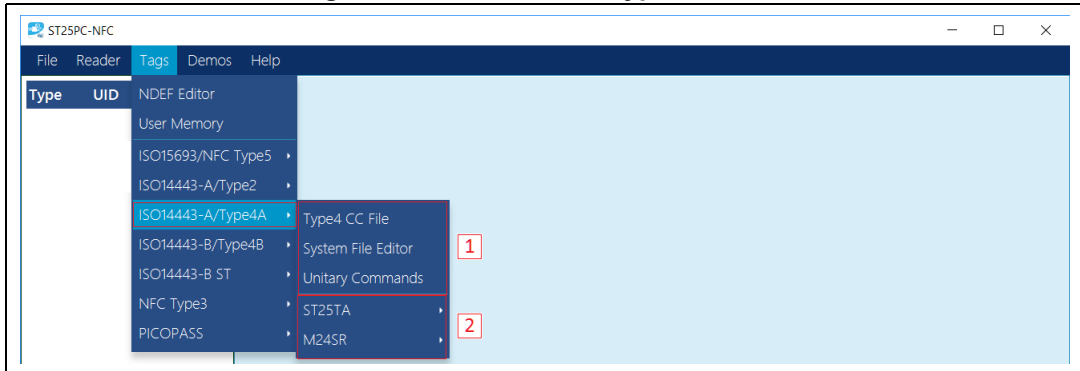 ST25PC-NFC
File Reader Tags Demos Help
Type UID
NDEF Editor
User Memory
ISO15693/NFC Type5
ISO14443-A/Type2
ISO14443-A/Type4A
ISO14443-B/Type4B
ISO14443-B ST
NFC Type3
PICOPASS
Type4 CC File
System File Editor
Unitary Commands
1
ST25TA
M24SR
2